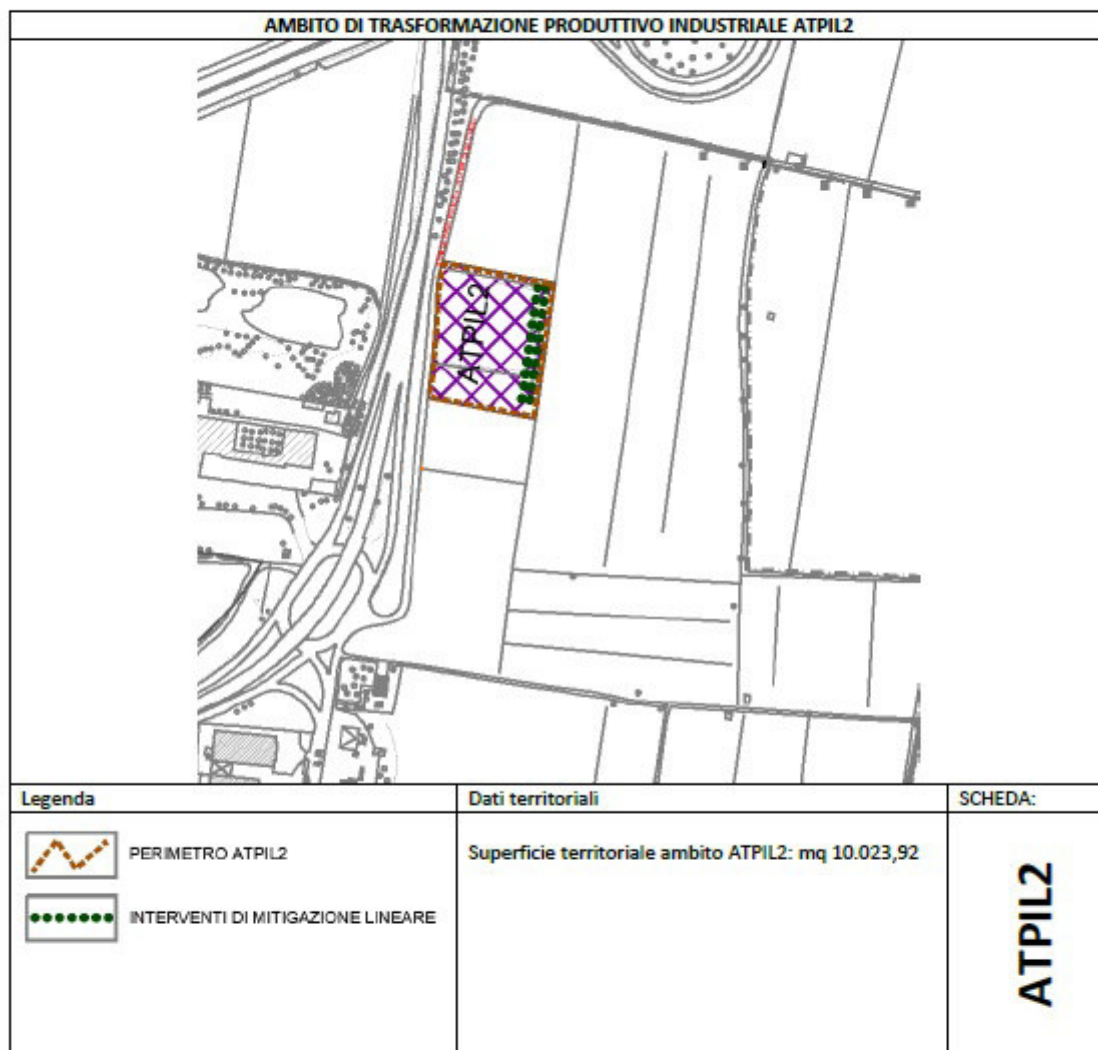 AMBITO DI TRASFORMAZIONE PRODUTTIVO INDUSTRIALE ATPIL2
ATPIL2
Legenda
Dati territoriali
SCHEDA:
PERIMETRO ATPIL2
Superficie territoriale ambito ATPIL2: mq 10.023,92
INTERVENTI DI MITIGAZIONE LINEARE
ATPIL2